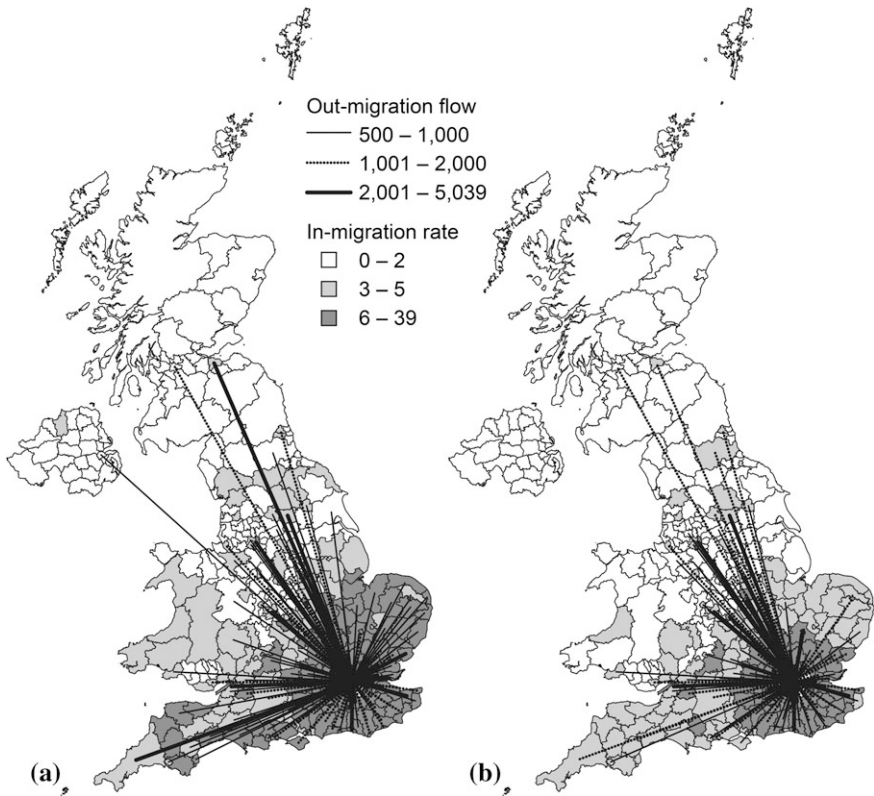 Out-migration flow
500 – 1,000
1,001 – 2,000
2,001 – 5,039
In-migration rate
0 – 2
3 – 5
6 – 39
(a)
(b)